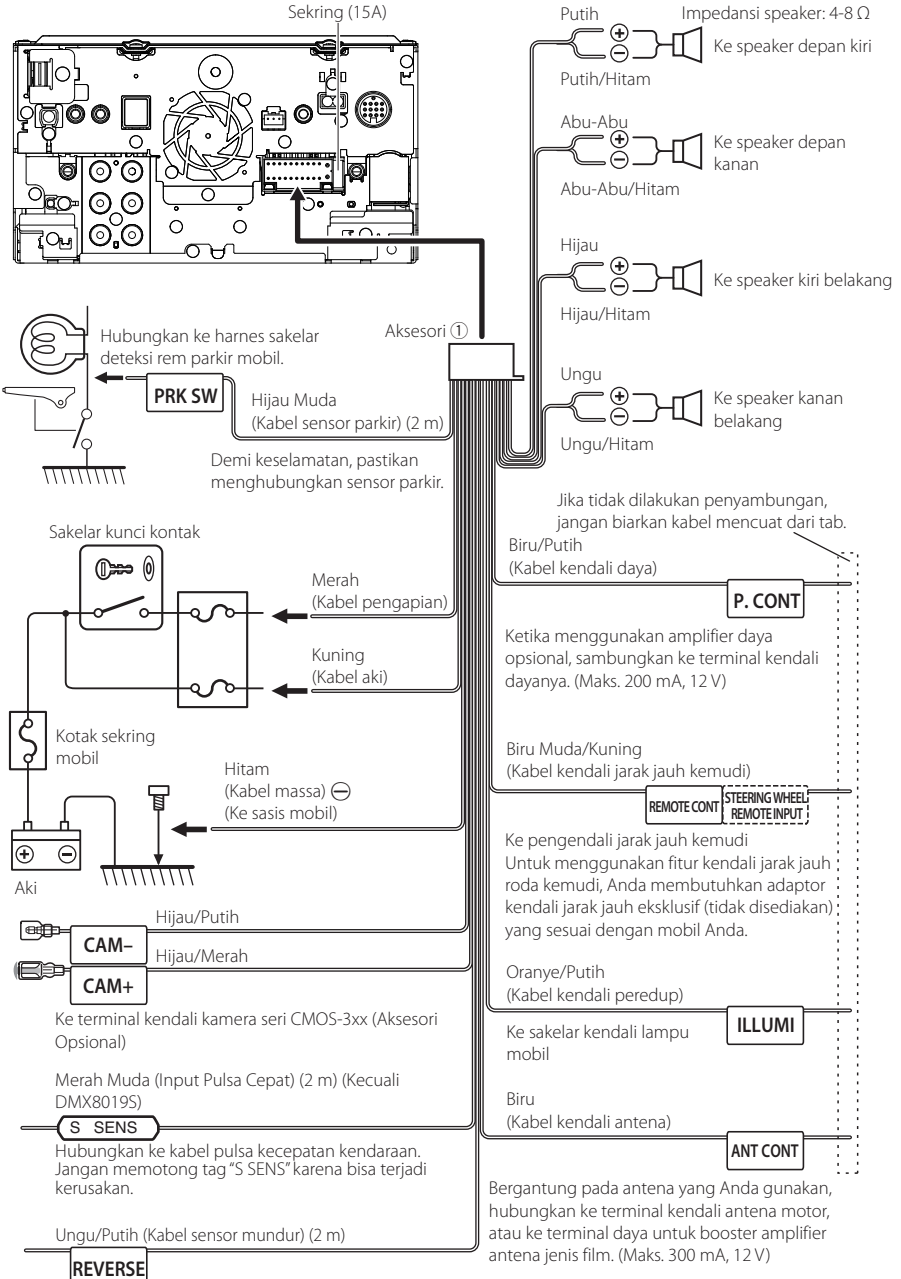 Sekring (15A)
Putih
Impedansi speaker: 4-8 Ω
⊕
⊖
Ke speaker depan kiri
Putih/Hitam
Abu-Abu
⊕
⊖
Ke speaker depan
kanan
Abu-Abu/Hitam
Hijau
⊕
⊖
Ke speaker kiri belakang
Hijau/Hitam
Ungu
⊕
⊖
Ke speaker kanan
belakang
Ungu/Hitam
Aksesori ①
Hubungkan ke harnes sakelar
deteksi rem parkir mobil.
PRK SW
Hijau Muda
(Kabel sensor parkir) (2 m)
Demi keselamatan, pastikan
menghubungkan sensor parkir.
Sakelar kunci kontak
Merah
(Kabel pengapian)
Kuning
(Kabel aki)
Kotak sekring
mobil
Hitam
(Kabel massa) ⊖
(Ke sasis mobil)
⊕ ⊖
Aki
Hijau/Putih
CAM–
Hijau/Merah
CAM+
Ke terminal kendali kamera seri CMOS-3xx (Aksesori
Opsional)
Merah Muda (Input Pulsa Cepat) (2 m) (Kecuali
DMX8019S)
S SENS
Hubungkan ke kabel pulsa kecepatan kendaraan.
Jangan memotong tag “S SENS” karena bisa terjadi
kerusakan.
Ungu/Putih (Kabel sensor mundur) (2 m)
REVERSE
Jika tidak dilakukan penyambungan,
jangan biarkan kabel mencuat dari tab.
Biru/Putih
(Kabel kendali daya)
P. CONT
Ketika menggunakan amplifier daya
opsional, sambungkan ke terminal kendali
dayanya. (Maks. 200 mA, 12 V)
Biru Muda/Kuning
(Kabel kendali jarak jauh kemudi)
REMOTE CONT
STEERING WHEEL
REMOTE INPUT
Ke pengendali jarak jauh kemudi
Untuk menggunakan fitur kendali jarak jauh
roda kemudi, Anda membutuhkan adaptor
kendali jarak jauh eksklusif (tidak disediakan)
yang sesuai dengan mobil Anda.
Oranye/Putih
(Kabel kendali peredup)
ILLUMI
Ke sakelar kendali lampu
mobil
Biru
(Kabel kendali antena)
ANT CONT
Bergantung pada antena yang Anda gunakan,
hubungkan ke terminal kendali antena motor,
atau ke terminal daya untuk booster amplifier
antena jenis film. (Maks. 300 mA, 12 V)